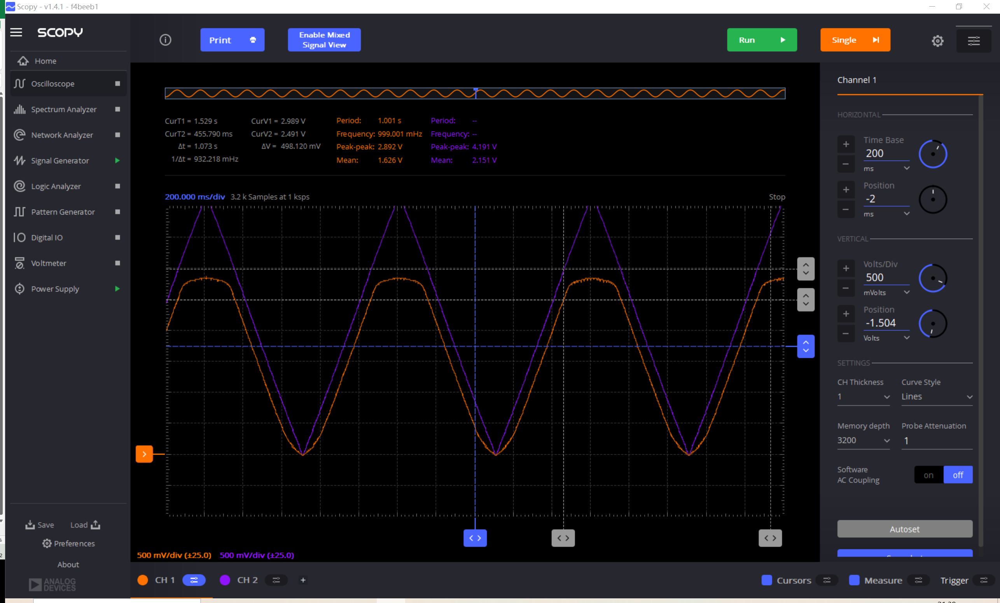 Scopy - v1.4.1 - f4beeb1
SCOPY
Print
Enable Mixed
Signal View
Run
Single
Home
Oscilloscope
Spectrum Analyzer
Network Analyzer
Signal Generator
Logic Analyzer
Pattern Generator
Digital IO
Voltmeter
Power Supply
Save Load
Preferences
About
ANALOG
DEVICES
CurT1 = 1.529 s CurV1 = 2.989 V Period: 1.001 s Period: --
CurT2 = 455.790 ms CurV2 = 2.491 V Frequency: 999.001 mHz Frequency: --
Δt = 1.073 s ΔV = 498.120 mV Peak-peak: 2.892 V Peak-peak: 4.191 V
1/Δt = 932.218 mHz Mean: 1.626 V Mean: 2.151 V
200.000 ms/div 3.2 k Samples at 1 ksps Stop
500 mV/div (±25.0) 500 mV/div (±25.0)
CH 1 CH 2 +
Cursors Measure Trigger
Channel 1
HORIZONTAL
+ Time Base
200
− ms
+ Position
-2
− ms
VERTICAL
+ Volts/Div
500
− mVolts
+ Position
-1.504
− Volts
SETTINGS
CH Thickness Curve Style
1 Lines
Memory depth Probe Attenuation
3200 1
Software
AC Coupling
on off
Autoset